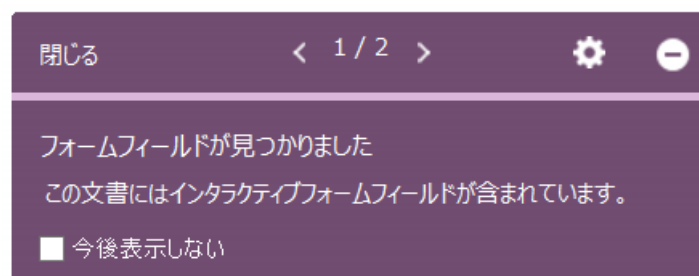 閉じる < 1 / 2 >
フォームフィールドが見つかりました
この文書にはインタラクティブフォームフィールドが含まれています。
今後表示しない